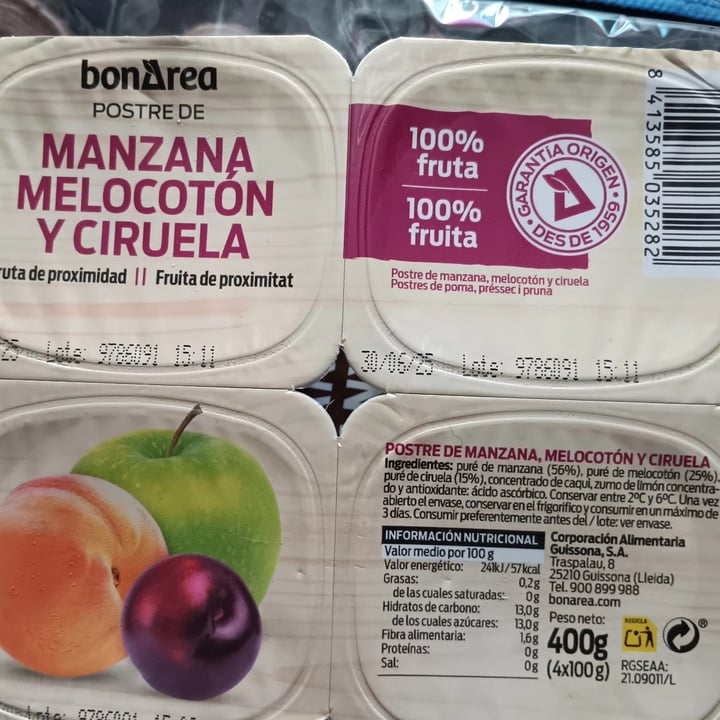 bonÁrea
POSTRE DE
MANZANA
MELOCOTÓN
Y CIRUELA
de proximidad || Fruita de proximitat
25 Lote: 9786091 15:11
100%
fruta
100%
fruita
GARANTÍA ORIGEN • DES DE 1959 •
Postre de manzana, melocotón y ciruela
Postres de poma, préssec i pruna
30/06/25 Lote: 9786091 15:11
8 413585 035282
POSTRE DE MANZANA, MELOCOTÓN Y CIRUELA
Ingredientes: puré de manzana (56%), puré de melocotón (25%),
puré de ciruela (15%), concentrado de caqui, zumo de limón concentra-
do y antioxidante: ácido ascórbico. Conservar entre 2ºC y 6ºC. Una vez
abierto el envase, conservar en el frigorífico y consumir en un máximo de
3 días. Consumir preferentemente antes del / lote: ver envase.
INFORMACIÓN NUTRICIONAL
Valor medio por 100 g
Valor energético: 241kJ/57kcal
Grasas: 0,2g
de las cuales saturadas: 0g
Hidratos de carbono: 13,0g
de los cuales azúcares: 13,0g
Fibra alimentaria: 1,6g
Proteínas: 0g
Sal: 0g
Corporación Alimentaria
Guissona, S.A.
Traspalau, 8
25210 Guissona (Lleida)
Tel. 900 899 988
bonarea.com
Peso neto:
400g
(4x100g)
RECICLA
®
RGSEAA:
21.09011/L